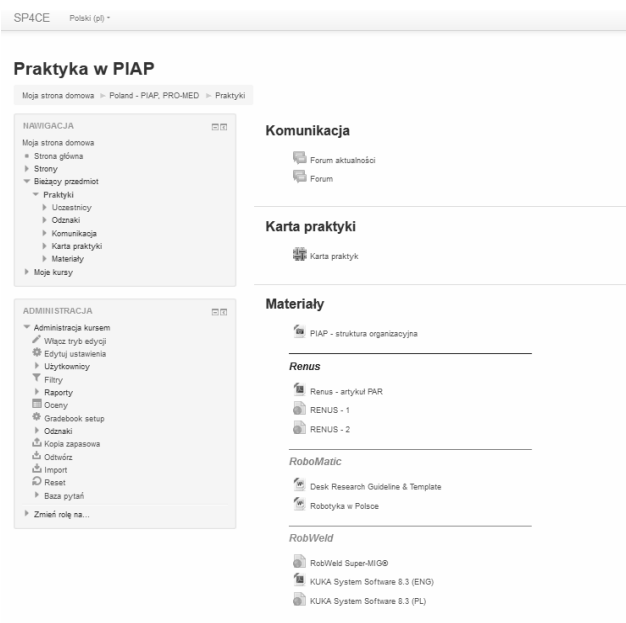 SP4CE Polski (pl)
Praktyka w PIAP
Moja strona domowa Poland - PIAP, PRO-MED Praktyki
NAWIGACJA
Moja strona domowa
Strona główna
Strony
Bieżący przedmiot
Praktyki
Uczestnicy
Odznaki
Komunikacja
Karta praktyki
Materiały
Moje kursy
ADMINISTRACJA
Administracja kursem
Włącz tryb edycji
Edytuj ustawienia
Użytkownicy
Filtry
Raporty
Oceny
Gradebook setup
Odznaki
Kopia zapasowa
Odtwórz
Import
Reset
Baza pytań
Zmień rolę na...
Komunikacja
Forum aktualności
Forum
Karta praktyki
Karta praktyk
Materiały
PIAP - struktura organizacyjna
Renus
Renus - artykuł PAR
RENUS - 1
RENUS - 2
RoboMatic
Desk Research Guideline & Template
Robotyka w Polsce
RobWeld
RobWeld Super-MIG®
KUKA System Software 8.3 (ENG)
KUKA System Software 8.3 (PL)